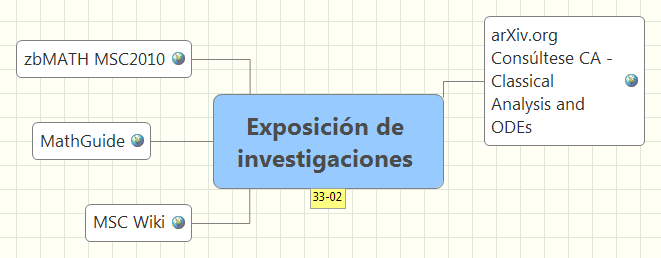 zbMATH MSC2010
MathGuide
MSC Wiki
Exposición de
investigaciones
33-02
arXiv.org
Consúltese CA -
Classical
Analysis and
ODEs